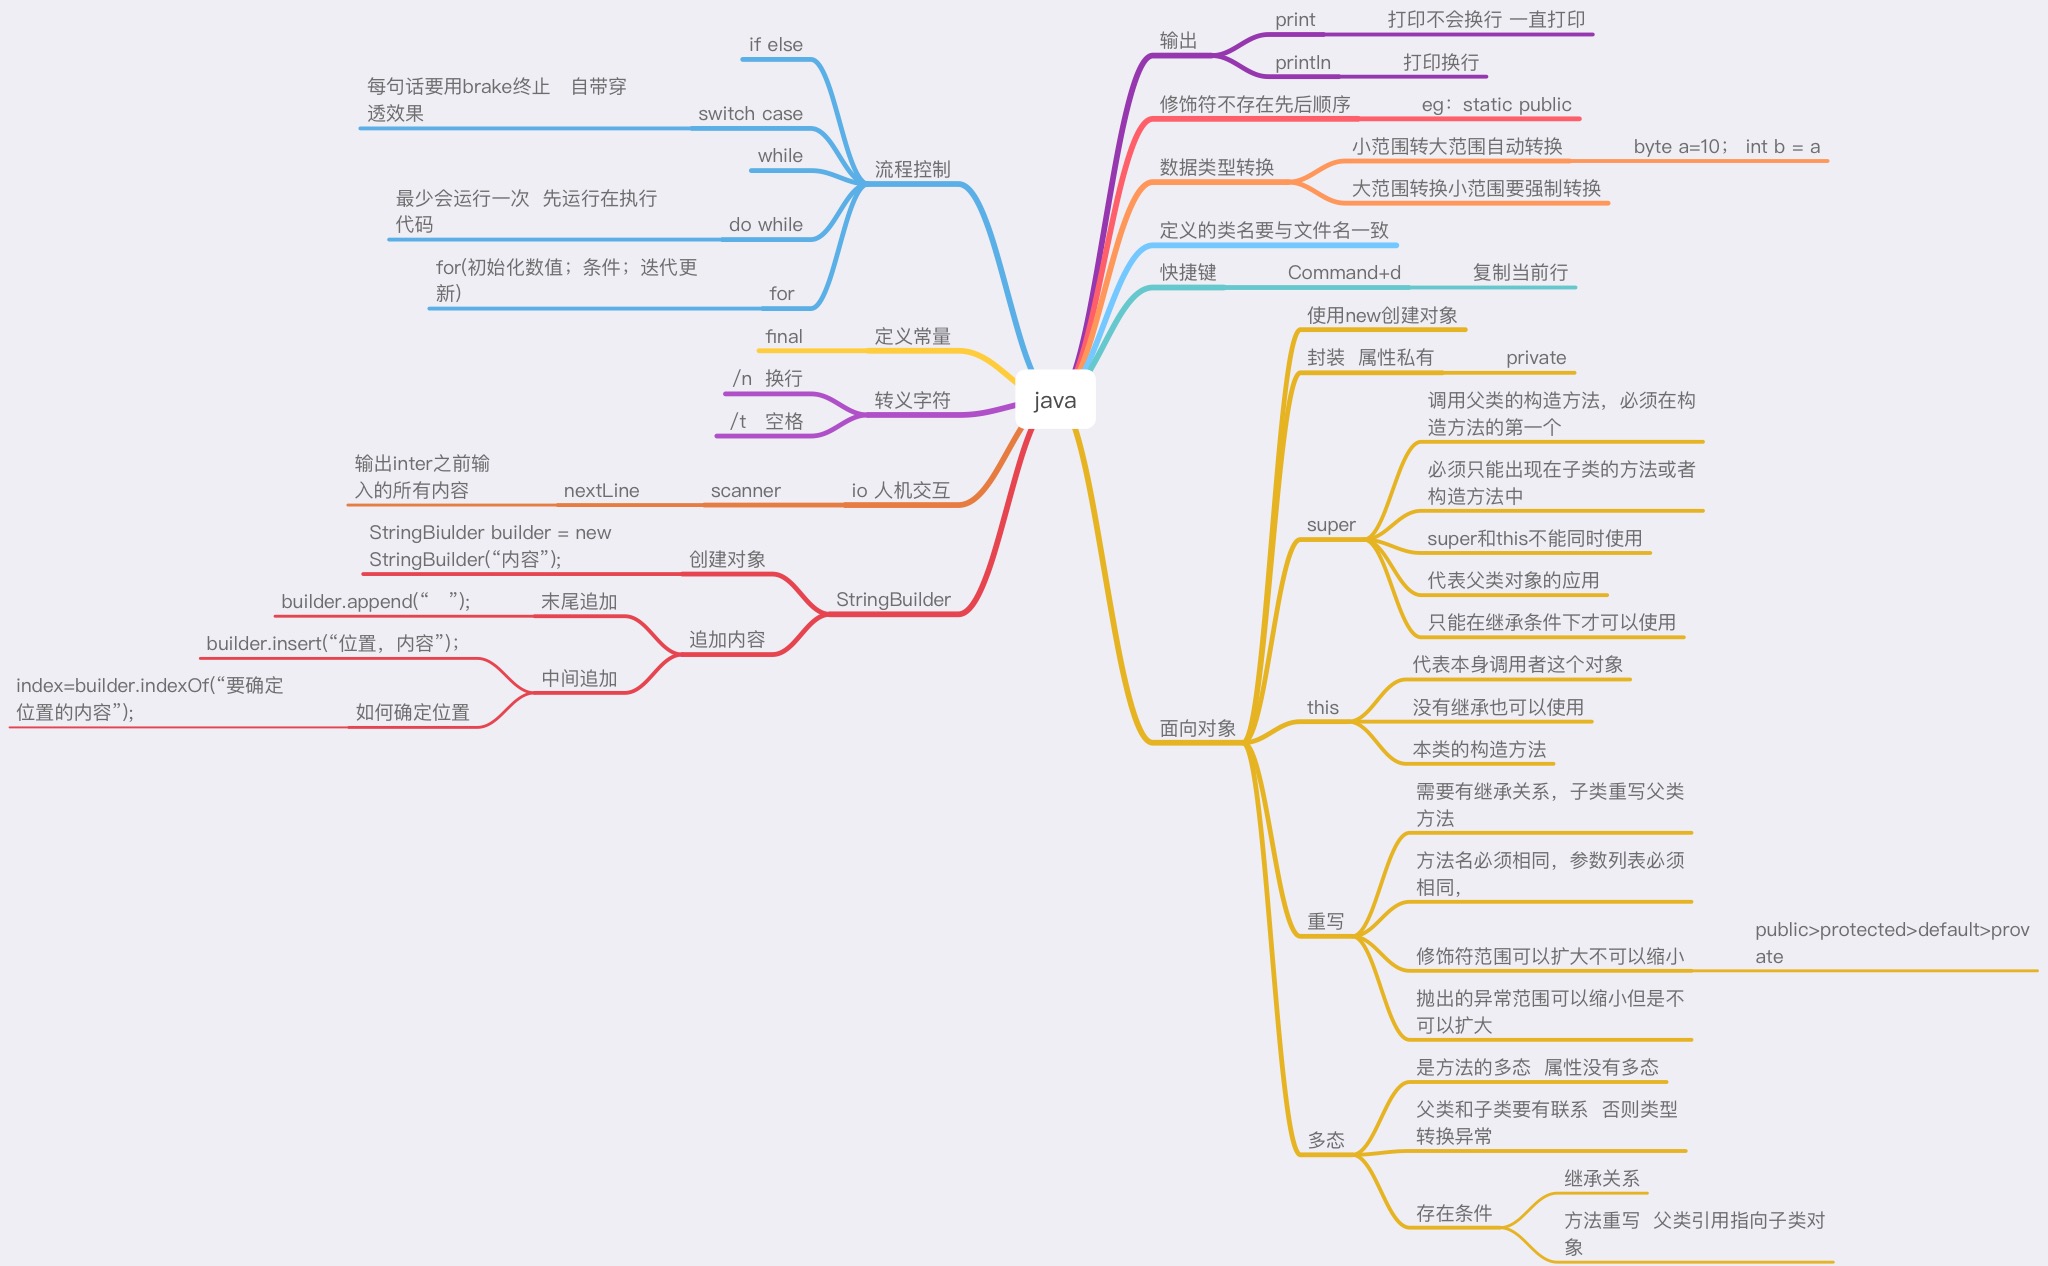 java
输出
print
打印不会换行 一直打印
println
打印换行
修饰符不存在先后顺序
eg：static public
数据类型转换
小范围转大范围自动转换
byte a=10； int b = a
大范围转换小范围要强制转换
定义的类名要与文件名一致
快捷键
Command+d
复制当前行
面向对象
使用new创建对象
封装 属性私有
private
super
调用父类的构造方法，必须在构
造方法的第一个
必须只能出现在子类的方法或者
构造方法中
super和this不能同时使用
代表父类对象的应用
只能在继承条件下才可以使用
this
代表本身调用者这个对象
没有继承也可以使用
本类的构造方法
重写
需要有继承关系，子类重写父类
方法
方法名必须相同，参数列表必须
相同，
修饰符范围可以扩大不可以缩小
public>protected>default>prov
ate
抛出的异常范围可以缩小但是不
可以扩大
多态
是方法的多态 属性没有多态
父类和子类要有联系 否则类型
转换异常
存在条件
继承关系
方法重写 父类引用指向子类对
象
流程控制
if else
switch case
每句话要用brake终止 自带穿
透效果
while
do while
最少会运行一次 先运行在执行
代码
for
for(初始化数值；条件；迭代更
新)
定义常量
final
转义字符
/n 换行
/t 空格
io 人机交互
scanner
nextLine
输出inter之前输
入的所有内容
StringBuilder
创建对象
StringBiulder builder = new
StringBuilder(“内容”);
追加内容
末尾追加
builder.append(“ ”);
中间追加
builder.insert(“位置，内容”)；
如何确定位置
index=builder.indexOf(“要确定
位置的内容”);